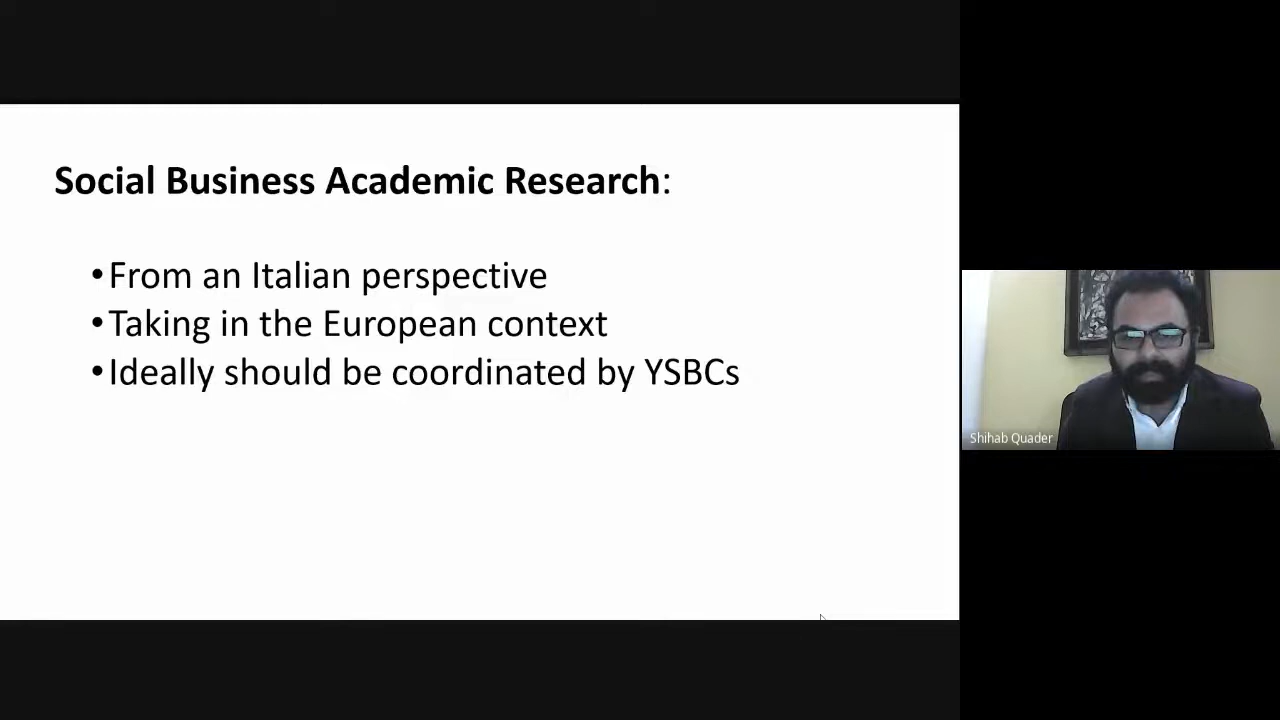 Social Business Academic Research:
•From an Italian perspective
•Taking in the European context
•Ideally should be coordinated by YSBCs
Shihab Quader